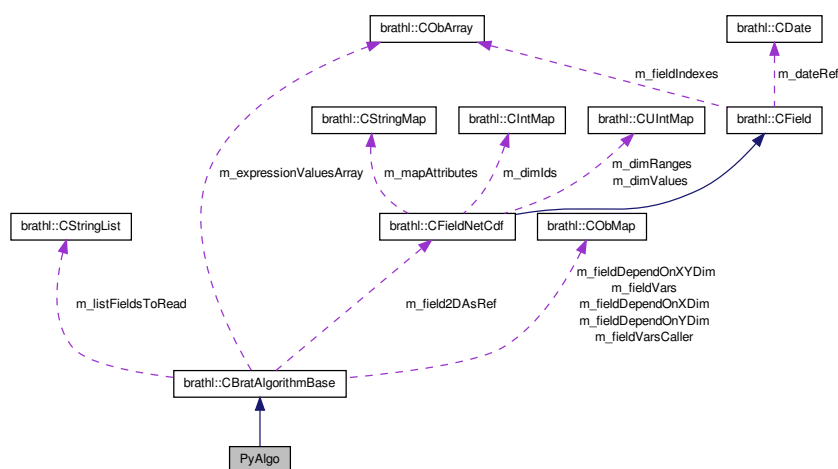 brathl::CObArray
brathl::CDate
m_fieldIndexes
m_dateRef
brathl::CStringMap
brathl::CIntMap
brathl::CUIntMap
brathl::CField
m_expressionValuesArray
m_mapAttributes
m_dimIds
m_dimRanges
m_dimValues
brathl::CStringList
brathl::CFieldNetCdf
brathl::CObMap
m_listFieldsToRead
m_field2DAsRef
m_fieldDependOnXYDim
m_fieldVars
m_fieldDependOnXDim
m_fieldDependOnYDim
m_fieldVarsCaller
brathl::CBratAlgorithmBase
PyAlgo